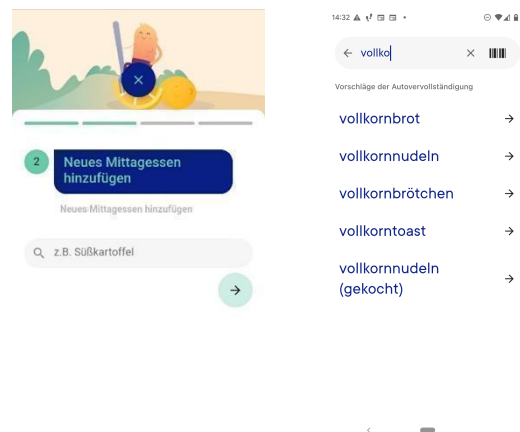 2
Neues Mittagessen
hinzufügen
Neues Mittagessen hinzufügen
z.B. Süßkartoffel
14:32
vollko
Vorschläge der Autovervollständigung
vollkornbrot
vollkornnudeln
vollkornbrötchen
vollkorntoast
vollkornnudeln
(gekocht)